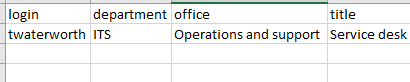 login department office title
twaterworth ITS Operations and support Service desk